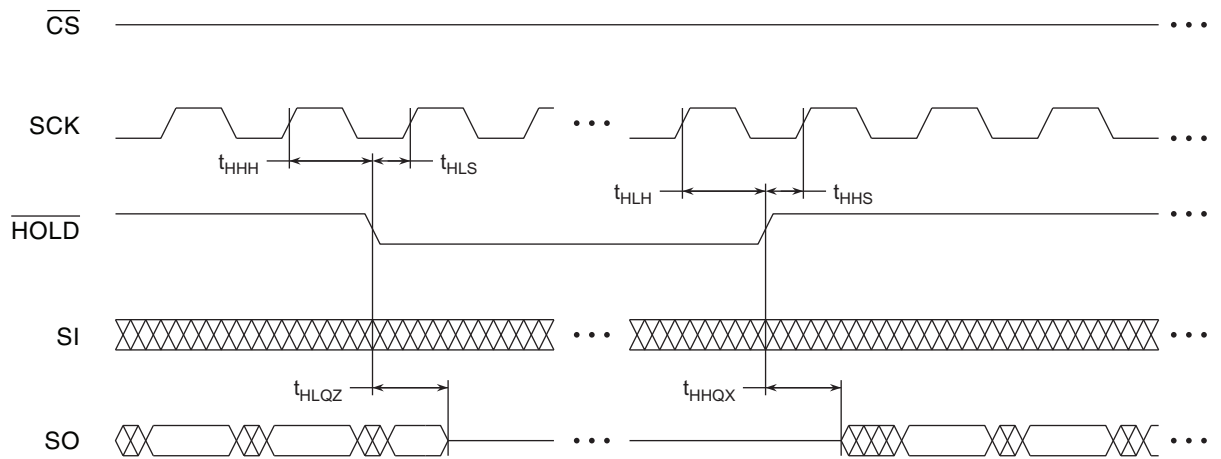 CS
SCK
tHHH
tHLS
tHLH
tHHS
HOLD
SI
tHLQZ
tHHQX
SO